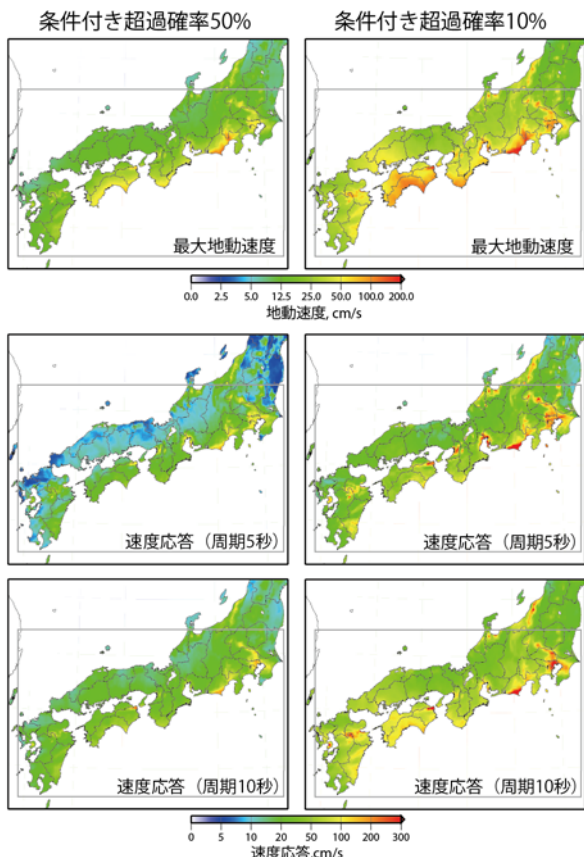 条件付き超過確率50%
条件付き超過確率10%
最大地動速度
最大地動速度
0.0 2.5 5.0 12.5 25.0 50.0 100.0 200.0
地動速度, cm/s
速度応答（周期5秒）
速度応答（周期5秒）
速度応答（周期10秒）
速度応答（周期10秒）
0 5 10 20 50 100 200 300
速度応答,cm/s